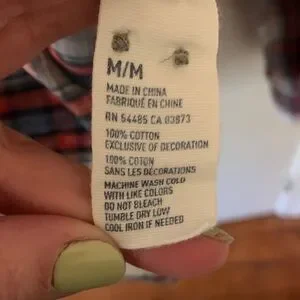 M/M
MADE IN CHINA
FABRIQUÉ EN CHINE
RN 54485 CA 03873
100% COTTON
EXCLUSIVE OF DECORATION
100% COTON
SANS LES DÉCORATIONS
MACHINE WASH COLD
WITH LIKE COLORS
DO NOT BLEACH
TUMBLE DRY LOW
COOL IRON IF NEEDED